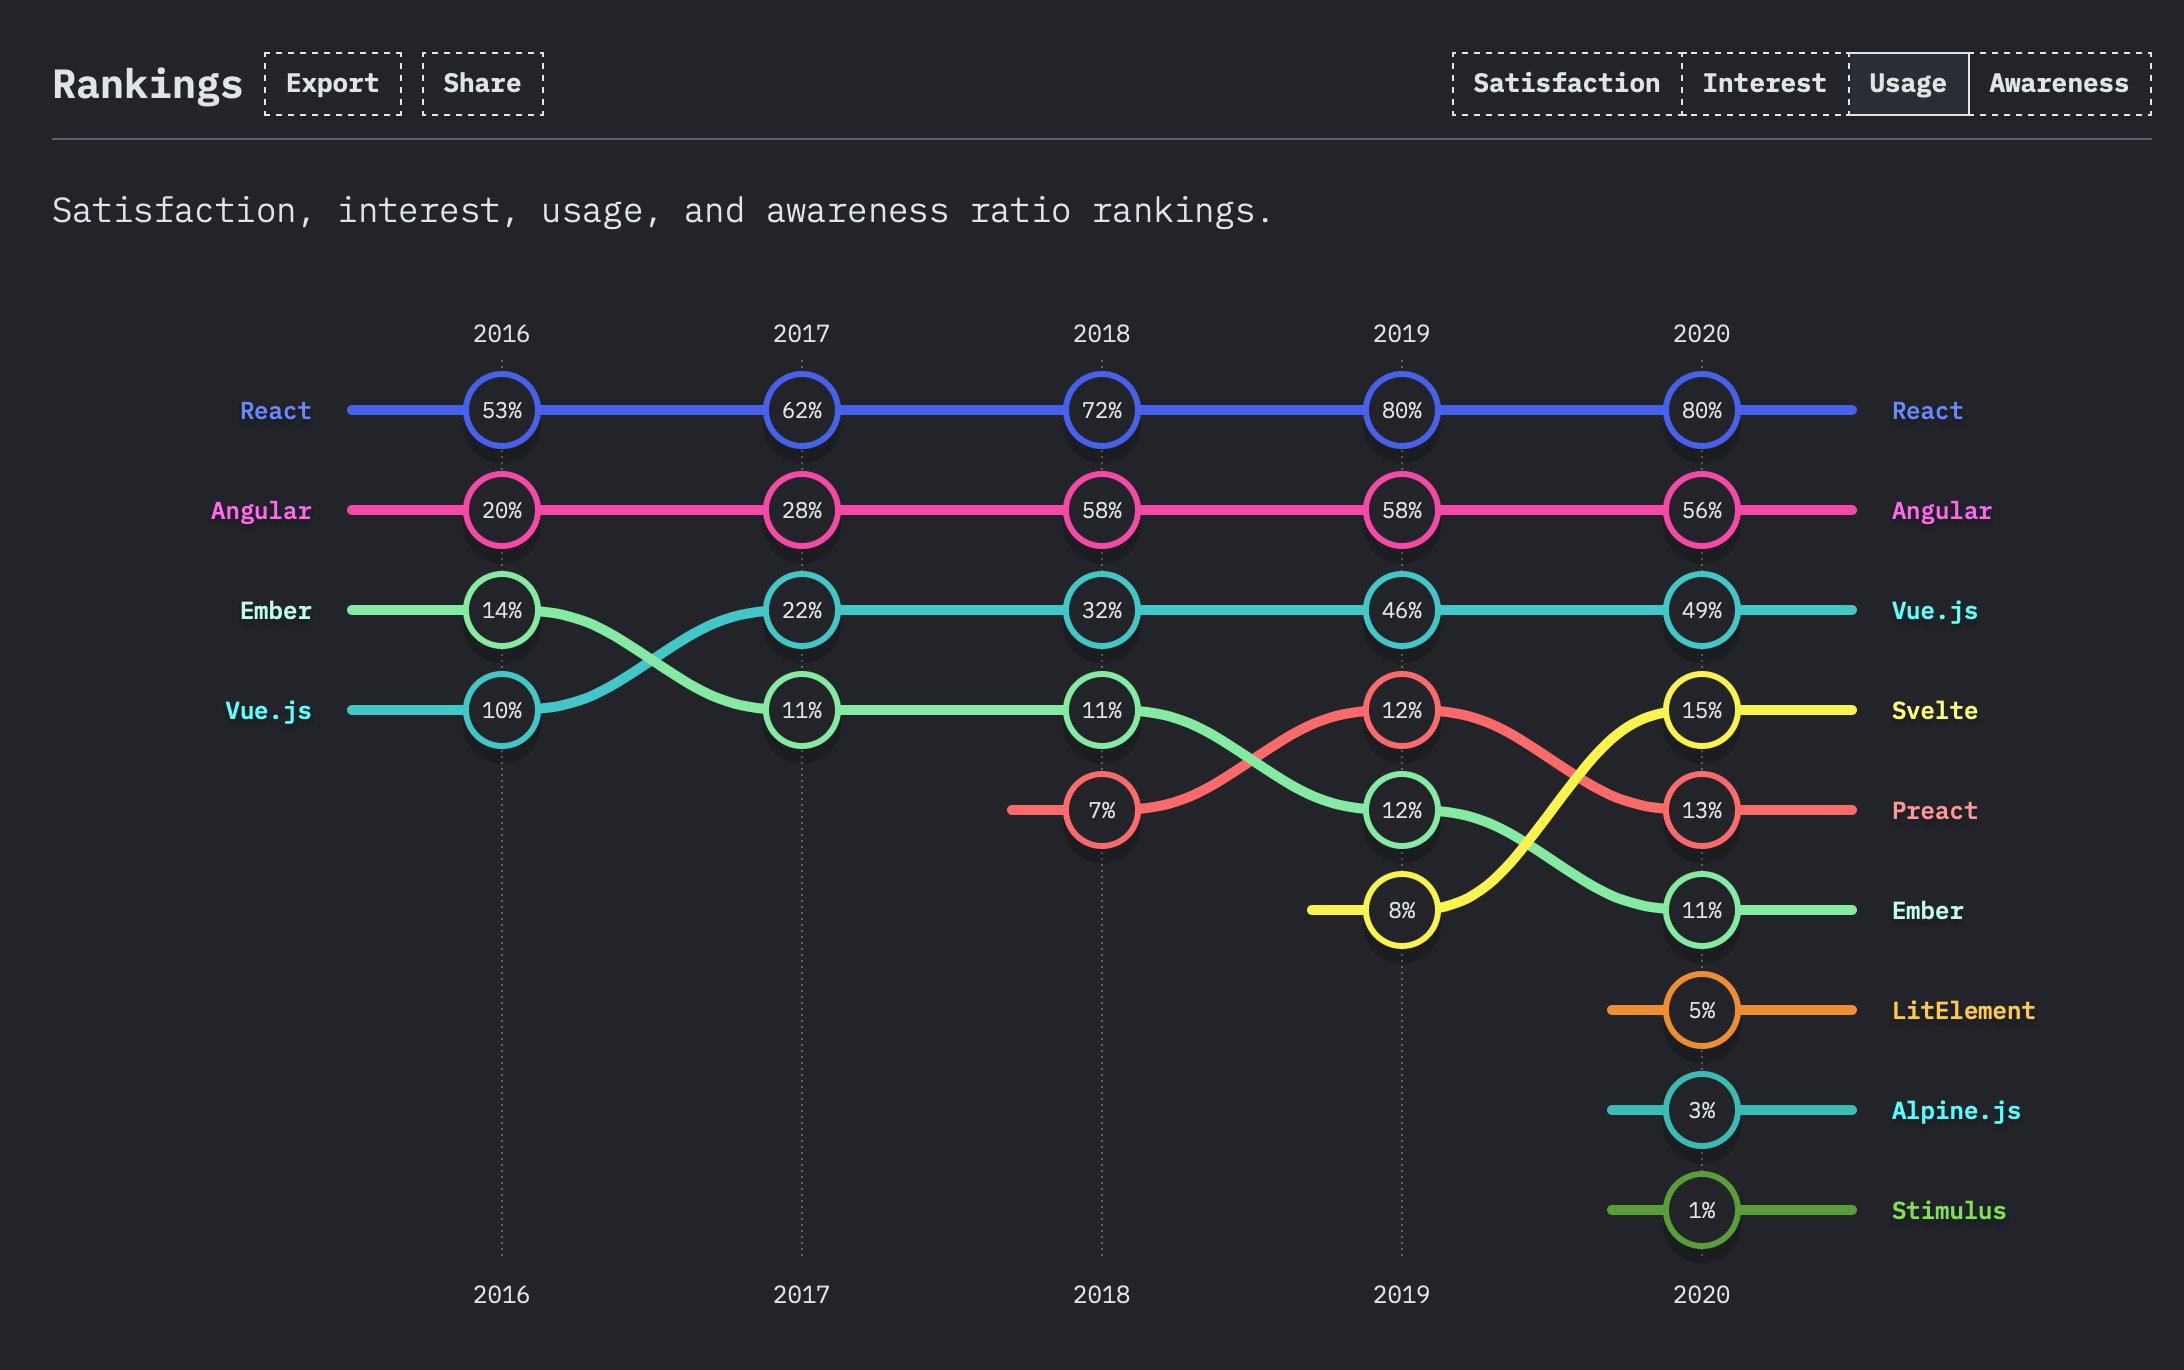 Rankings Export Share Satisfaction Interest Usage Awareness
Satisfaction, interest, usage, and awareness ratio rankings.
2016 2017 2018 2019 2020
React 53% 62% 72% 80% 80% React
Angular 20% 28% 58% 58% 56% Angular
Ember 14% 22% 32% 46% 49% Vue.js
Vue.js 10% 11% 11% 12% 15% Svelte
7% 12% 13% Preact
8% 11% Ember
5% LitElement
3% Alpine.js
1% Stimulus
2016 2017 2018 2019 2020